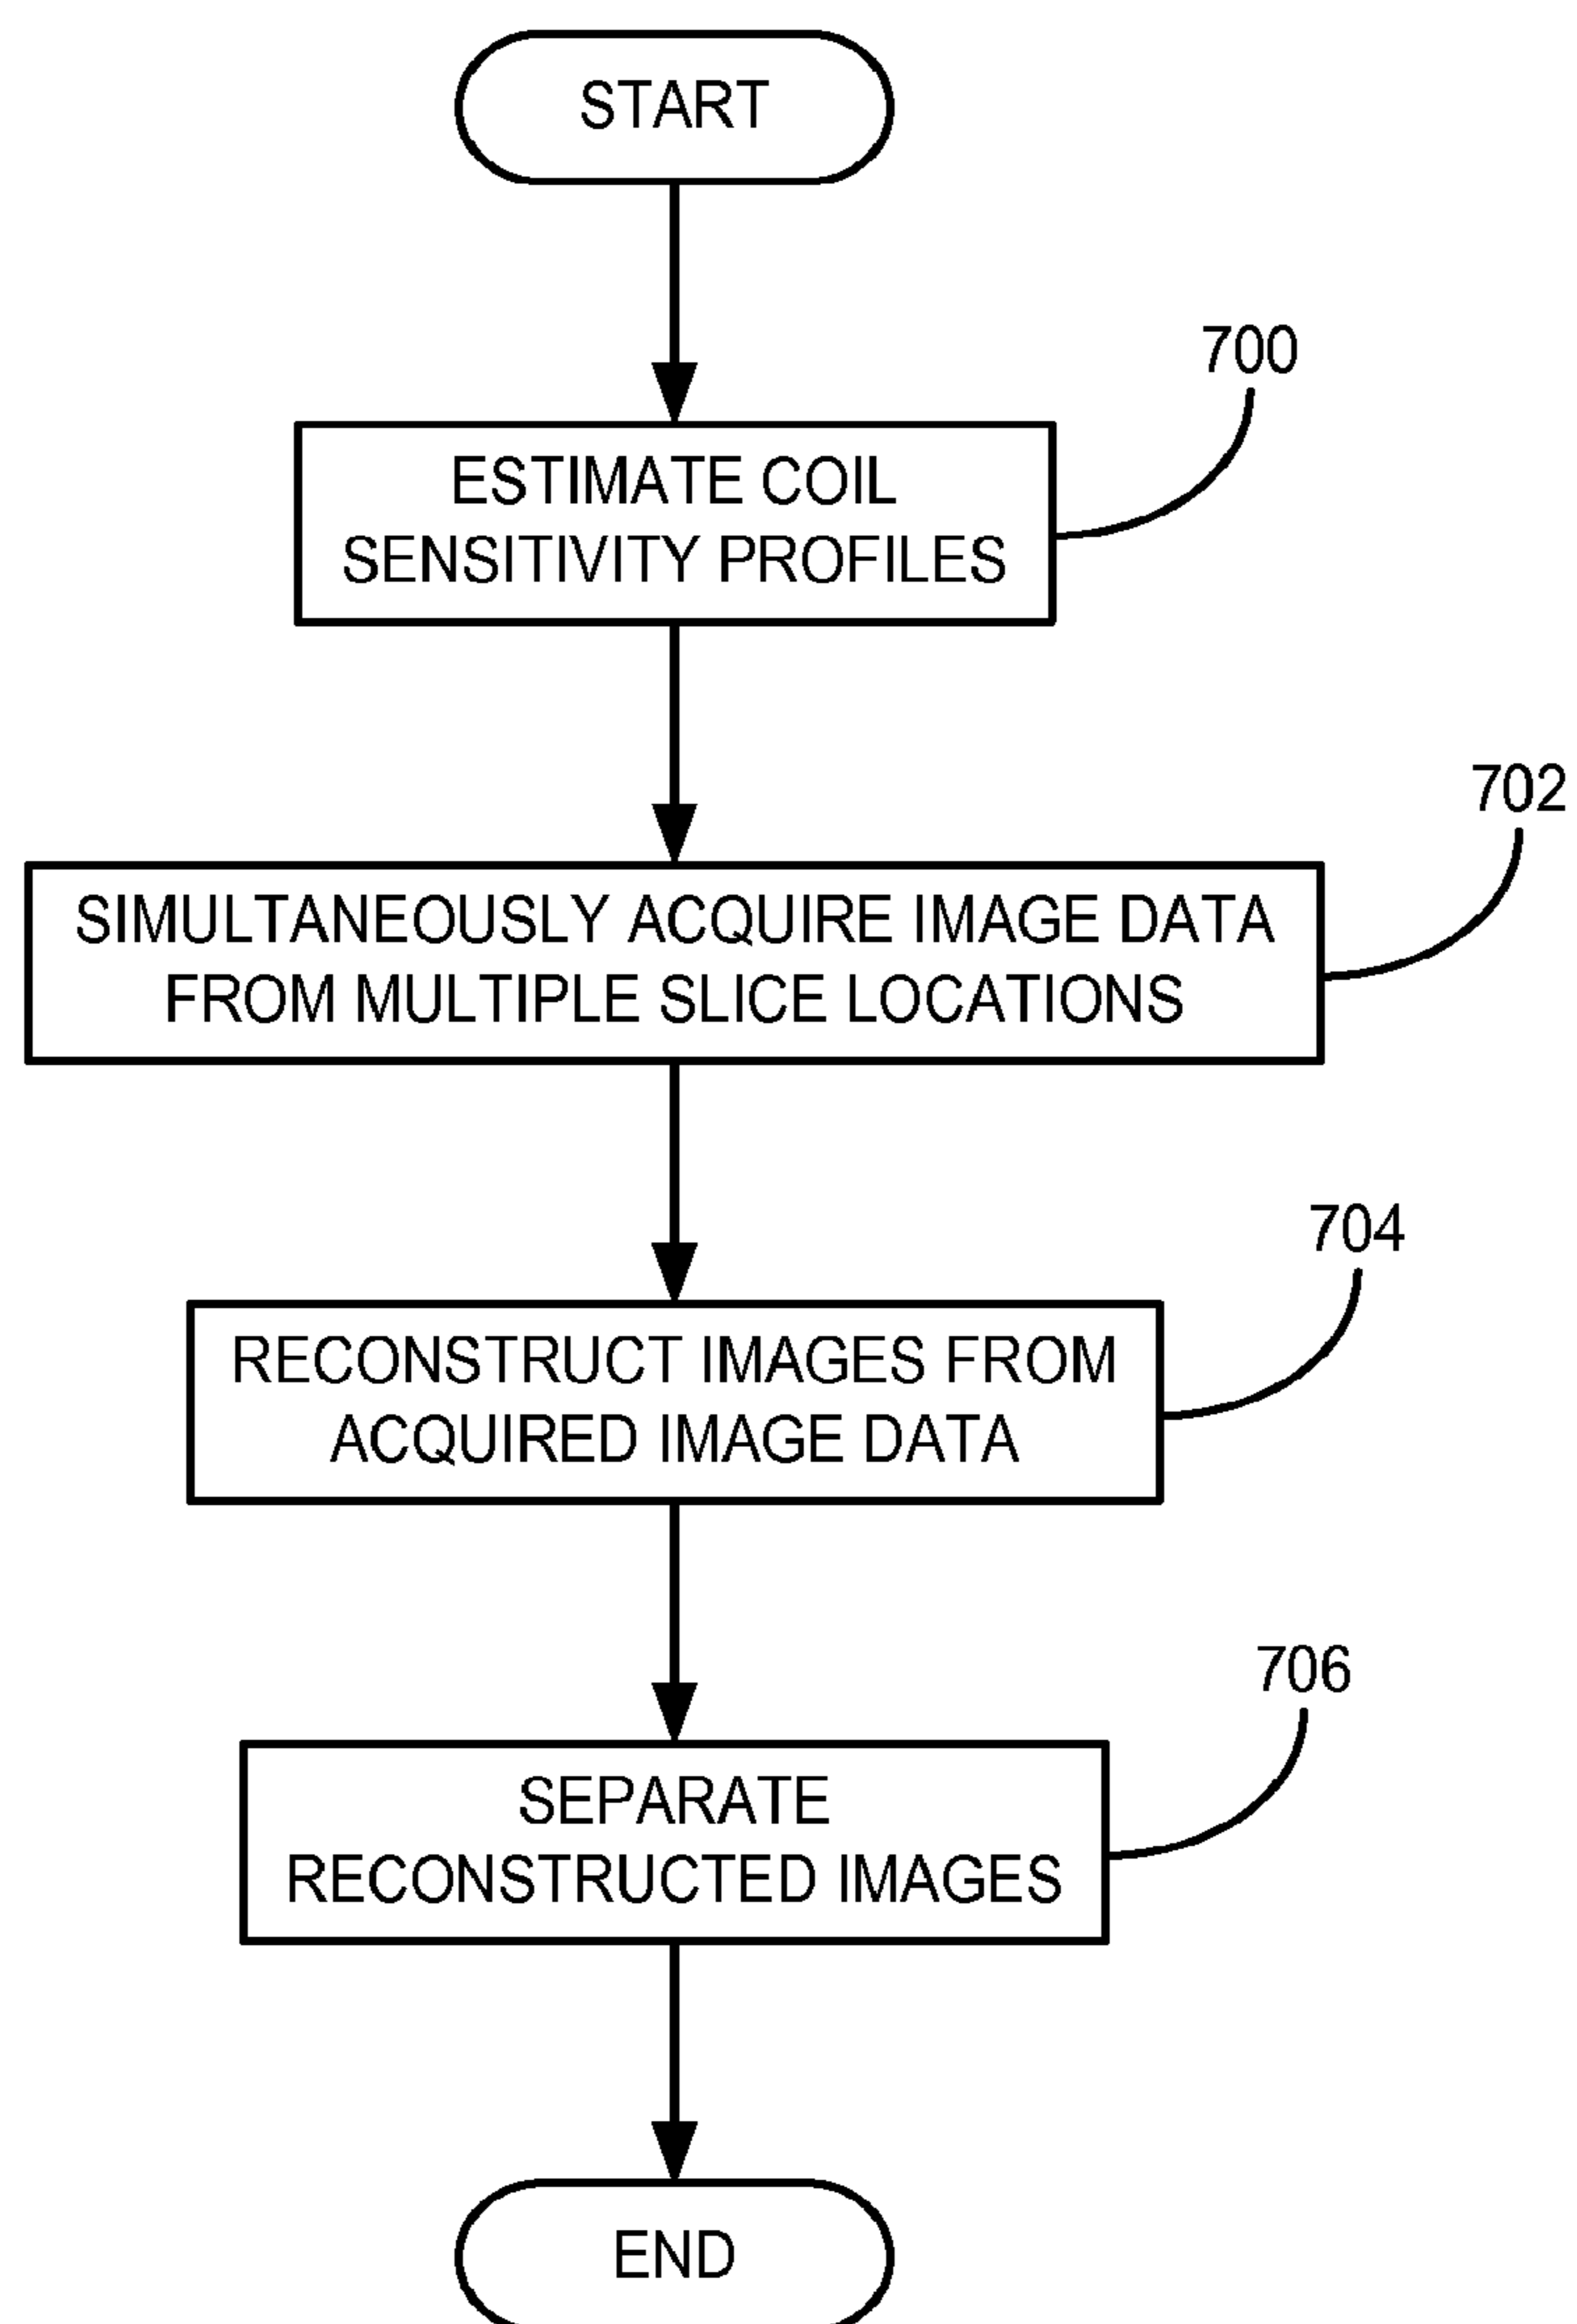 START
700
ESTIMATE COIL
SENSITIVITY PROFILES
702
SIMULTANEOUSLY ACQUIRE IMAGE DATA
FROM MULTIPLE SLICE LOCATIONS
704
RECONSTRUCT IMAGES FROM
ACQUIRED IMAGE DATA
706
SEPARATE
RECONSTRUCTED IMAGES
END